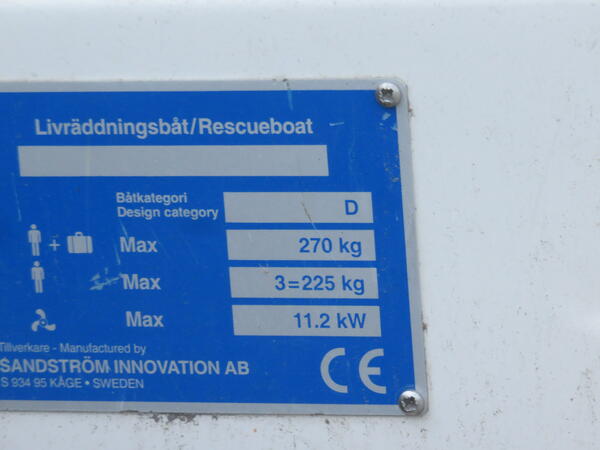 Livräddningsbåt/Rescueboat
Båtkategori
Design category D
+ Max 270 kg
Max 3=225 kg
Max 11.2 kW
Tillverkare - Manufactured by
SANDSTRÖM INNOVATION AB
S 934 95 KÅGE • SWEDEN
CE